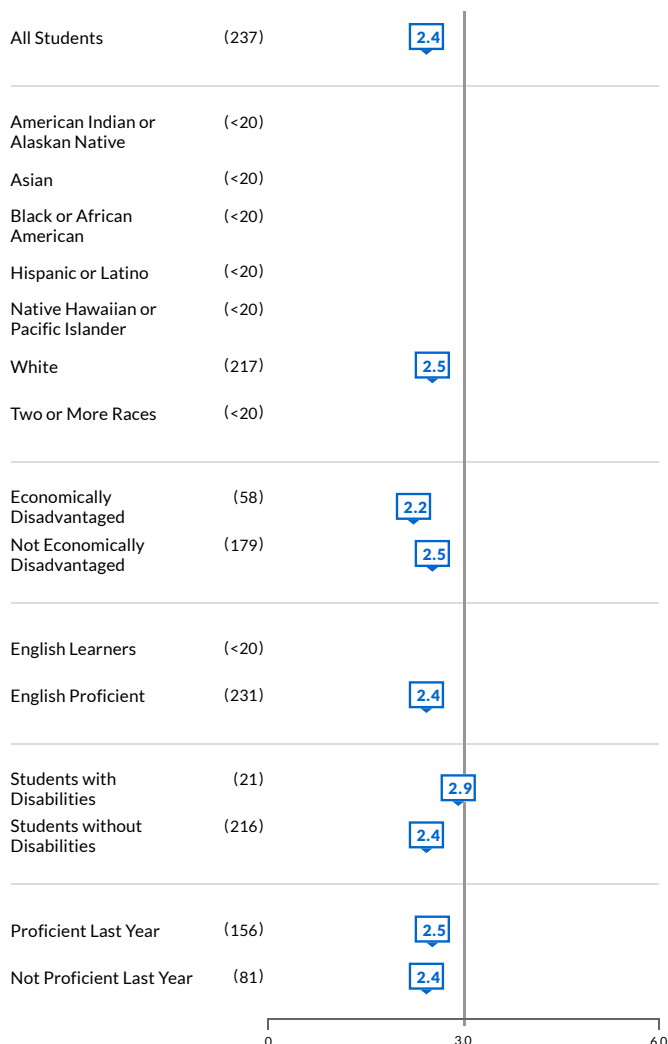 All Students (237) 2.4
American Indian or
Alaskan Native (<20)
Asian (<20)
Black or African
American (<20)
Hispanic or Latino (<20)
Native Hawaiian or
Pacific Islander (<20)
White (217) 2.5
Two or More Races (<20)
Economically
Disadvantaged (58) 2.2
Not Economically
Disadvantaged (179) 2.5
English Learners (<20)
English Proficient (231) 2.4
Students with
Disabilities (21) 2.9
Students without
Disabilities (216) 2.4
Proficient Last Year (156) 2.5
Not Proficient Last Year (81) 2.4
0 3.0 6.0